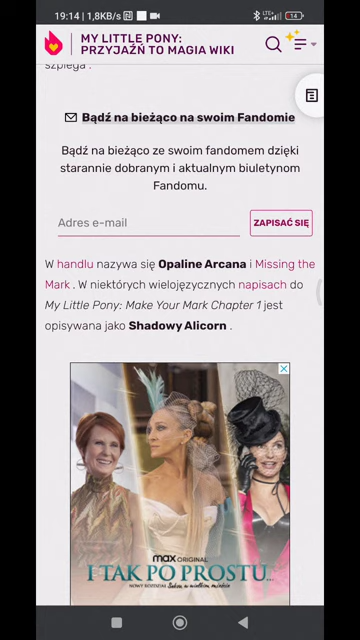 19:14 | 1,8KB/s
LTE+
14
MY LITTLE PONY:
PRZYJAŹŃ TO MAGIA WIKI
szpiega .
Bądź na bieżąco na swoim Fandomie
Bądź na bieżąco ze swoim fandomem dzięki
starannie dobranym i aktualnym biuletynom
Fandomu.
Adres e-mail
ZAPISAĆ SIĘ
W handlu nazywa się Opaline Arcana i Missing the
Mark . W niektórych wielojęzycznych napisach do
My Little Pony: Make Your Mark Chapter 1 jest
opisywana jako Shadowy Alicorn .
max ORIGINAL
I TAK PO PROSTU...